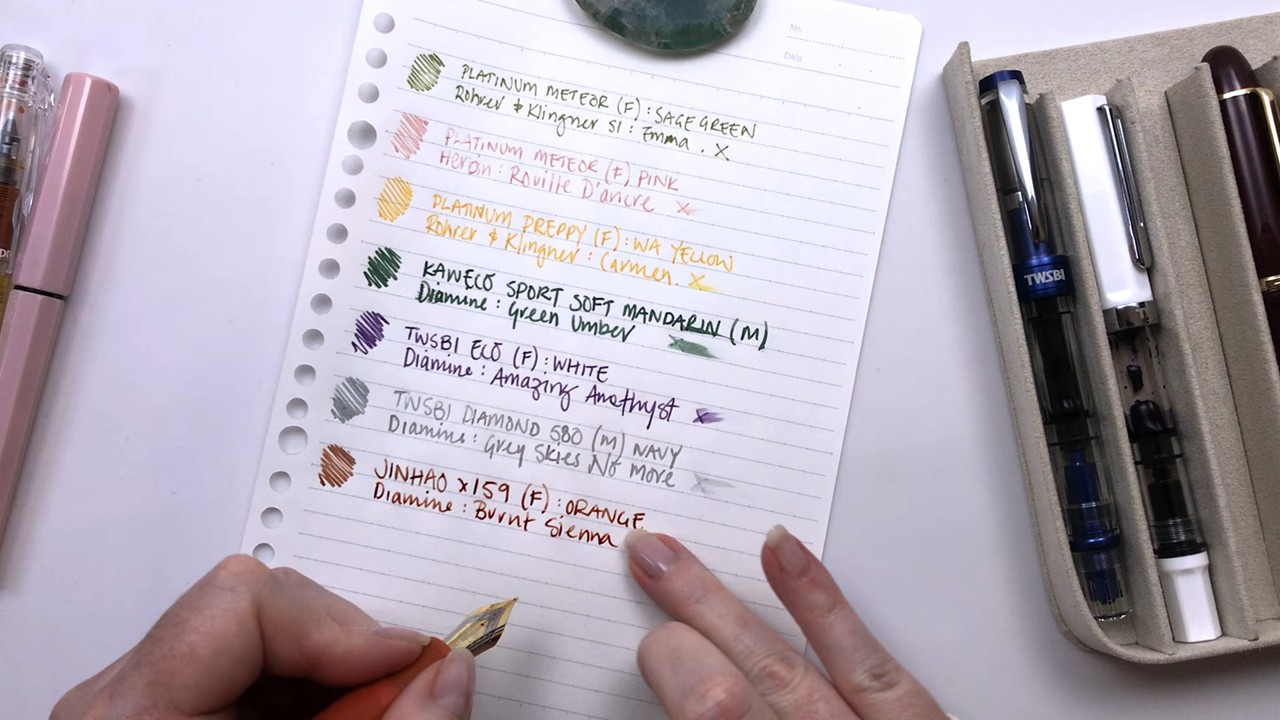 No.
Date
PLATINUM METEOR (F) : SAGE GREEN
Rohrer & Klingner SI : Emma . X
PLATINUM METEOR (F) PINK
Herbin : Rouille D'ancre X
PLATINUM PREPPY (F) : WA YELLOW
Rohrer & Klingner : Carmen . X
KAWECO SPORT SOFT MANDARIN (M)
Diamine : Green Umber
TWSBI ECO (F) : WHITE
Diamine : Amazing Amethyst X
TWSBI DIAMOND 580 (M) NAVY
Diamine : Grey Skies No more
JINHAO X159 (F) : ORANGE
Diamine : Burnt Sienna
TWSBI